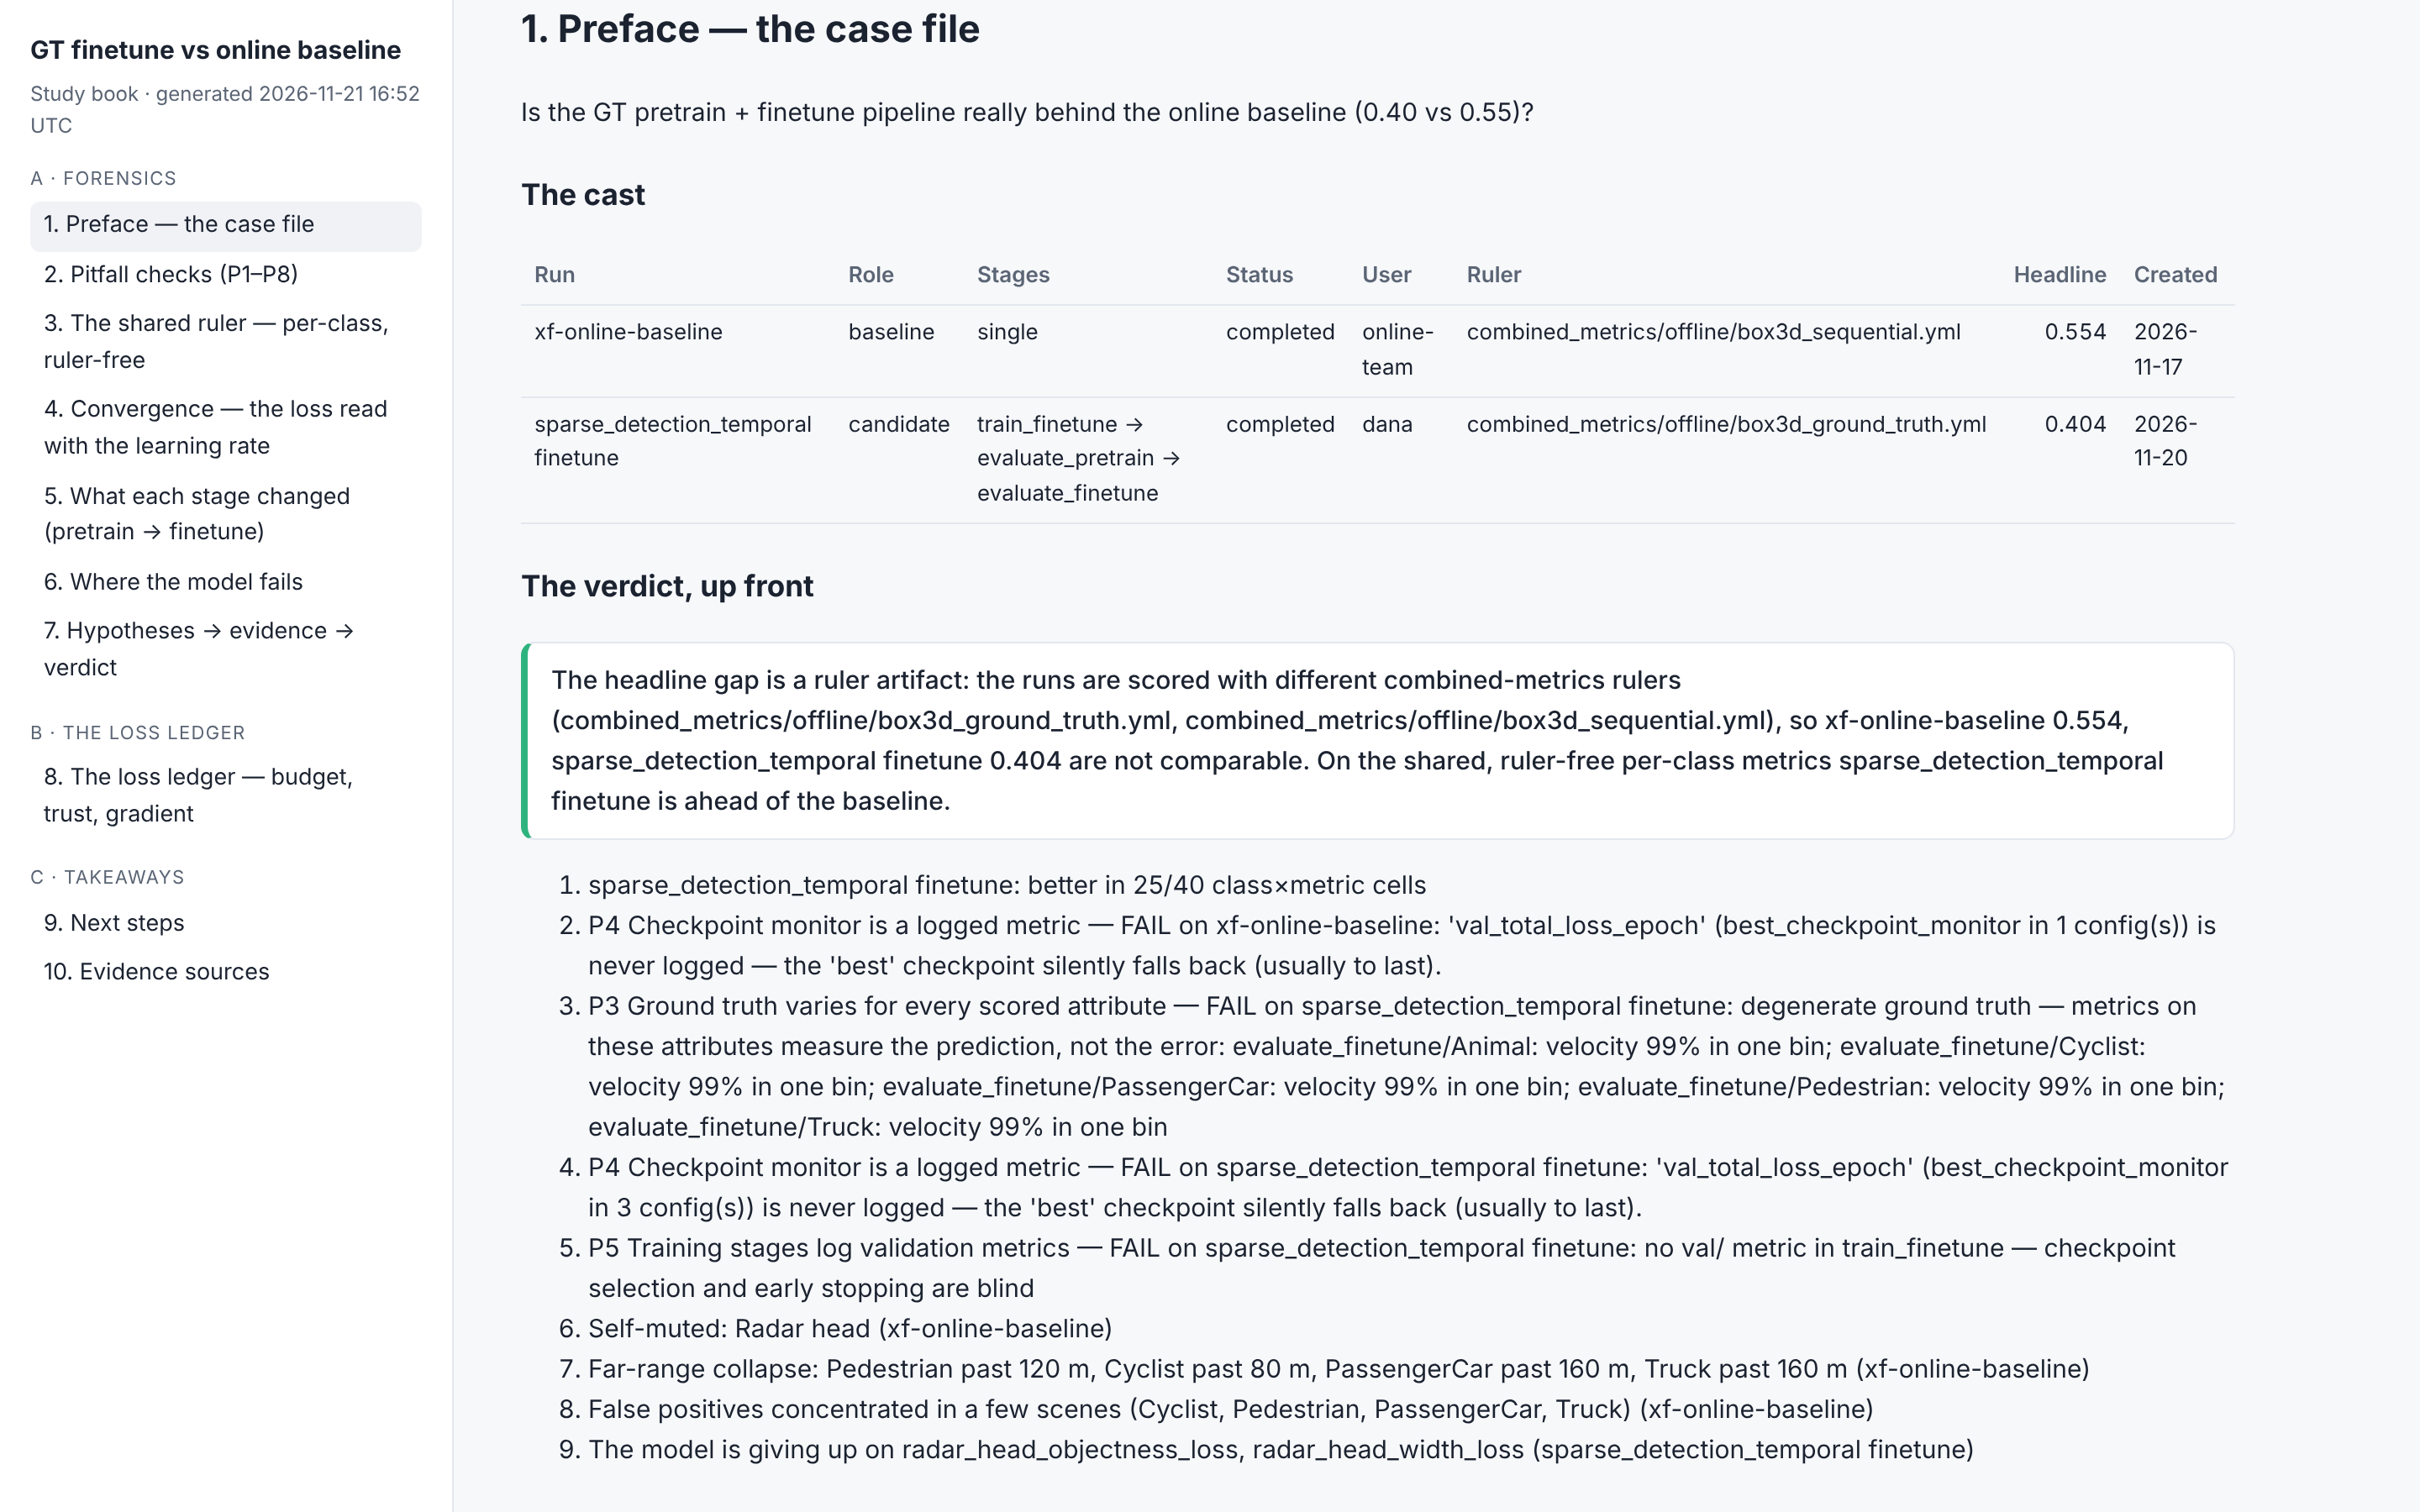 GT finetune vs online baseline
Study book · generated 2026-11-21 16:52
UTC
A · FORENSICS
1. Preface — the case file
2. Pitfall checks (P1–P8)
3. The shared ruler — per-class,
ruler-free
4. Convergence — the loss read
with the learning rate
5. What each stage changed
(pretrain → finetune)
6. Where the model fails
7. Hypotheses → evidence →
verdict
B · THE LOSS LEDGER
8. The loss ledger — budget,
trust, gradient
C · TAKEAWAYS
9. Next steps
10. Evidence sources
1. Preface — the case file
Is the GT pretrain + finetune pipeline really behind the online baseline (0.40 vs 0.55)?
The cast
Run Role Stages Status User Ruler Headline Created
xf-online-baseline baseline single completed online- combined_metrics/offline/box3d_sequential.yml 0.554 2026-
team 11-17
sparse_detection_temporal candidate train_finetune → completed dana combined_metrics/offline/box3d_ground_truth.yml 0.404 2026-
finetune evaluate_pretrain → 11-20
evaluate_finetune
The verdict, up front
The headline gap is a ruler artifact: the runs are scored with different combined-metrics rulers
(combined_metrics/offline/box3d_ground_truth.yml, combined_metrics/offline/box3d_sequential.yml), so xf-online-baseline 0.554,
sparse_detection_temporal finetune 0.404 are not comparable. On the shared, ruler-free per-class metrics sparse_detection_temporal
finetune is ahead of the baseline.
1. sparse_detection_temporal finetune: better in 25/40 class×metric cells
2. P4 Checkpoint monitor is a logged metric — FAIL on xf-online-baseline: 'val_total_loss_epoch' (best_checkpoint_monitor in 1 config(s)) is
never logged — the 'best' checkpoint silently falls back (usually to last).
3. P3 Ground truth varies for every scored attribute — FAIL on sparse_detection_temporal finetune: degenerate ground truth — metrics on
these attributes measure the prediction, not the error: evaluate_finetune/Animal: velocity 99% in one bin; evaluate_finetune/Cyclist:
velocity 99% in one bin; evaluate_finetune/PassengerCar: velocity 99% in one bin; evaluate_finetune/Pedestrian: velocity 99% in one bin;
evaluate_finetune/Truck: velocity 99% in one bin
4. P4 Checkpoint monitor is a logged metric — FAIL on sparse_detection_temporal finetune: 'val_total_loss_epoch' (best_checkpoint_monitor
in 3 config(s)) is never logged — the 'best' checkpoint silently falls back (usually to last).
5. P5 Training stages log validation metrics — FAIL on sparse_detection_temporal finetune: no val/ metric in train_finetune — checkpoint
selection and early stopping are blind
6. Self-muted: Radar head (xf-online-baseline)
7. Far-range collapse: Pedestrian past 120 m, Cyclist past 80 m, PassengerCar past 160 m, Truck past 160 m (xf-online-baseline)
8. False positives concentrated in a few scenes (Cyclist, Pedestrian, PassengerCar, Truck) (xf-online-baseline)
9. The model is giving up on radar_head_objectness_loss, radar_head_width_loss (sparse_detection_temporal finetune)